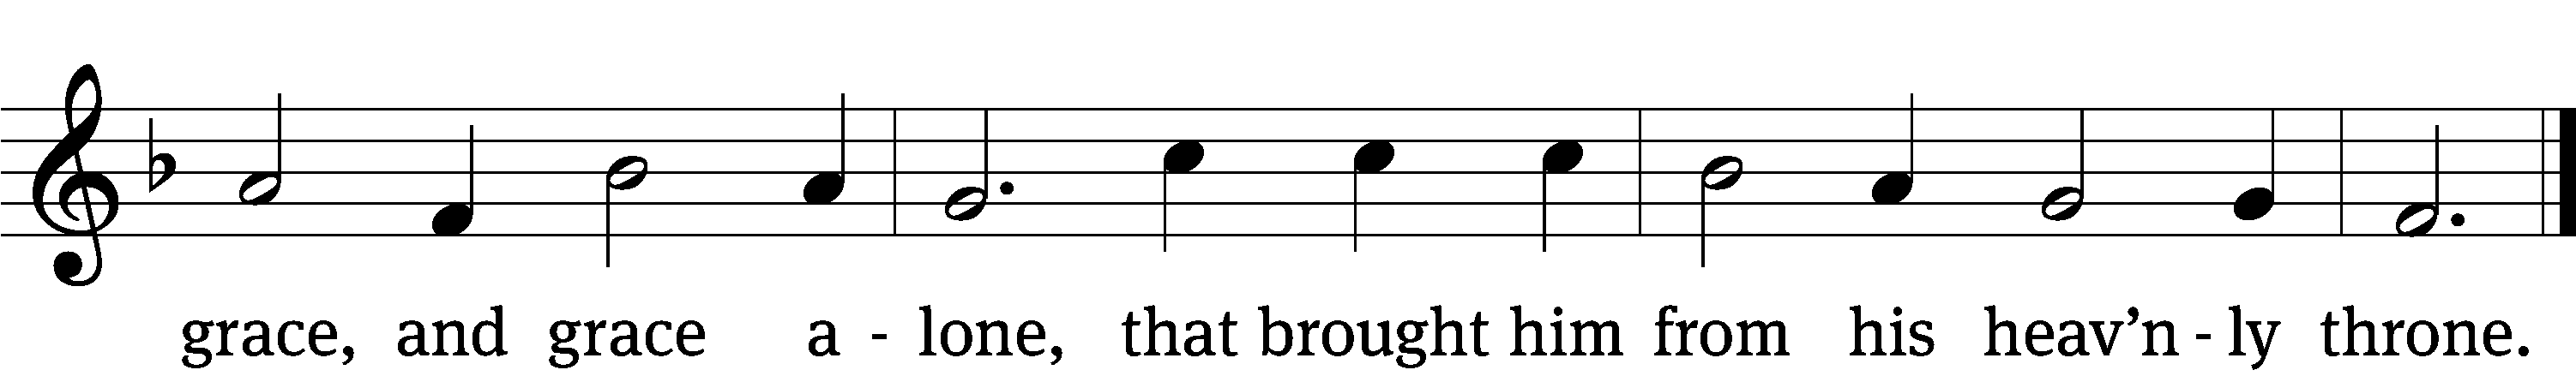 grace, and grace a - lone, that brought him from his heav’n - ly throne.